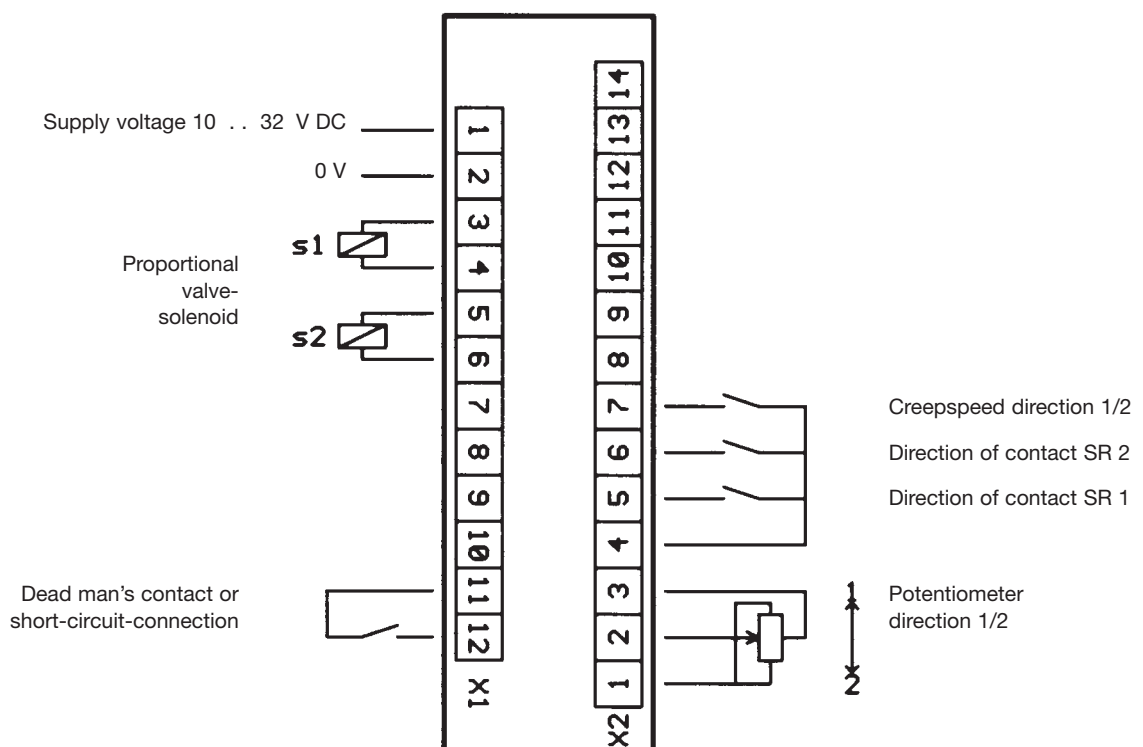 Supply voltage 10 . . 32 V DC
0 V
s1
Proportional
valve-
solenoid
s2
Dead man's contact or
short-circuit-connection
1
2
3
4
5
6
7
8
9
10
11
12
X1
14
13
12
11
10
9
8
7
6
5
4
3
2
1
X2
Creepspeed direction 1/2
Direction of contact SR 2
Direction of contact SR 1
1
2
Potentiometer
direction 1/2